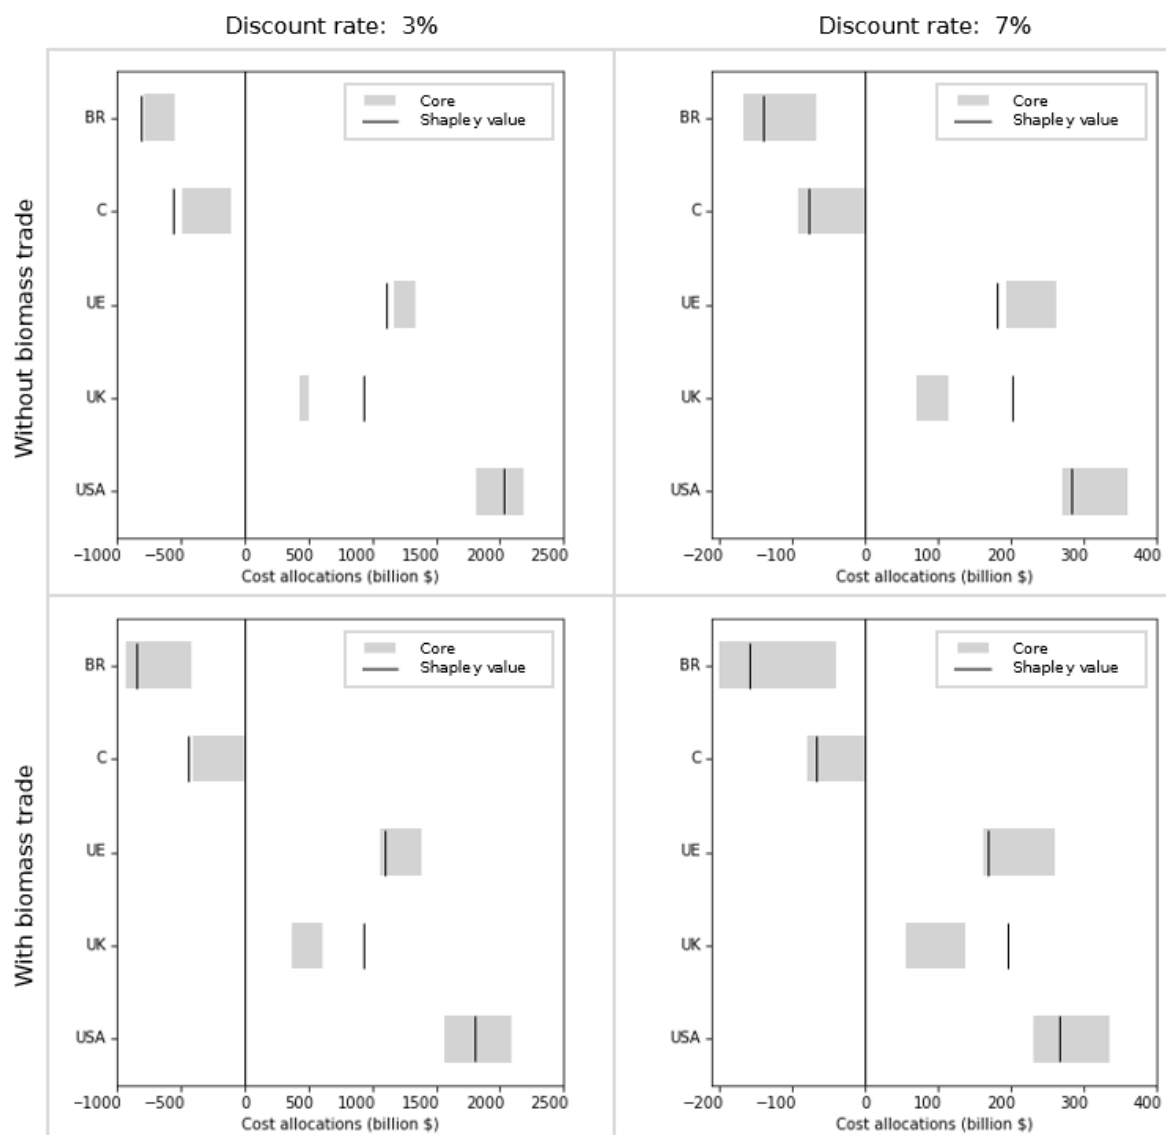 Discount rate: 3%
Discount rate: 7%
Without biomass trade
BR
C
UE
UK
USA
Core
Shapley value
−1000 −500 0 500 1000 1500 2000 2500
Cost allocations (billion $)
BR
C
UE
UK
USA
Core
Shapley value
−200 −100 0 100 200 300 400
Cost allocations (billion $)
With biomass trade
BR
C
UE
UK
USA
Core
Shapley value
−1000 −500 0 500 1000 1500 2000 2500
Cost allocations (billion $)
BR
C
UE
UK
USA
Core
Shapley value
−200 −100 0 100 200 300 400
Cost allocations (billion $)